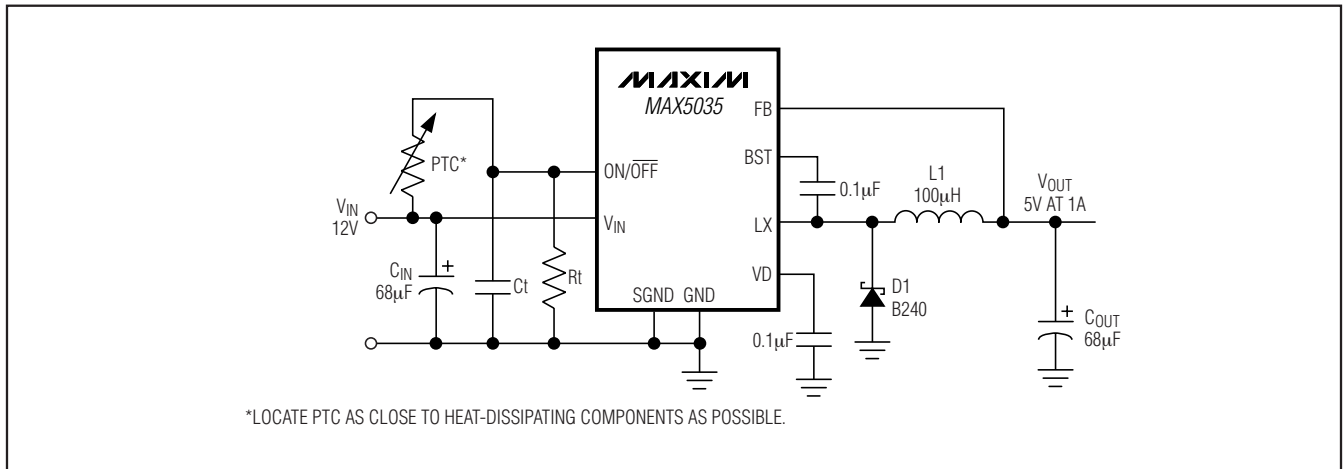 MAXIM
MAX5035
FB
BST
ON/OFF
VIN
LX
VD
SGND GND
PTC*
VIN
12V
CIN
68µF
+
Ct
Rt
0.1µF
L1
100µH
VOUT
5V AT 1A
D1
B240
0.1µF
+
COUT
68µF
*LOCATE PTC AS CLOSE TO HEAT-DISSIPATING COMPONENTS AS POSSIBLE.